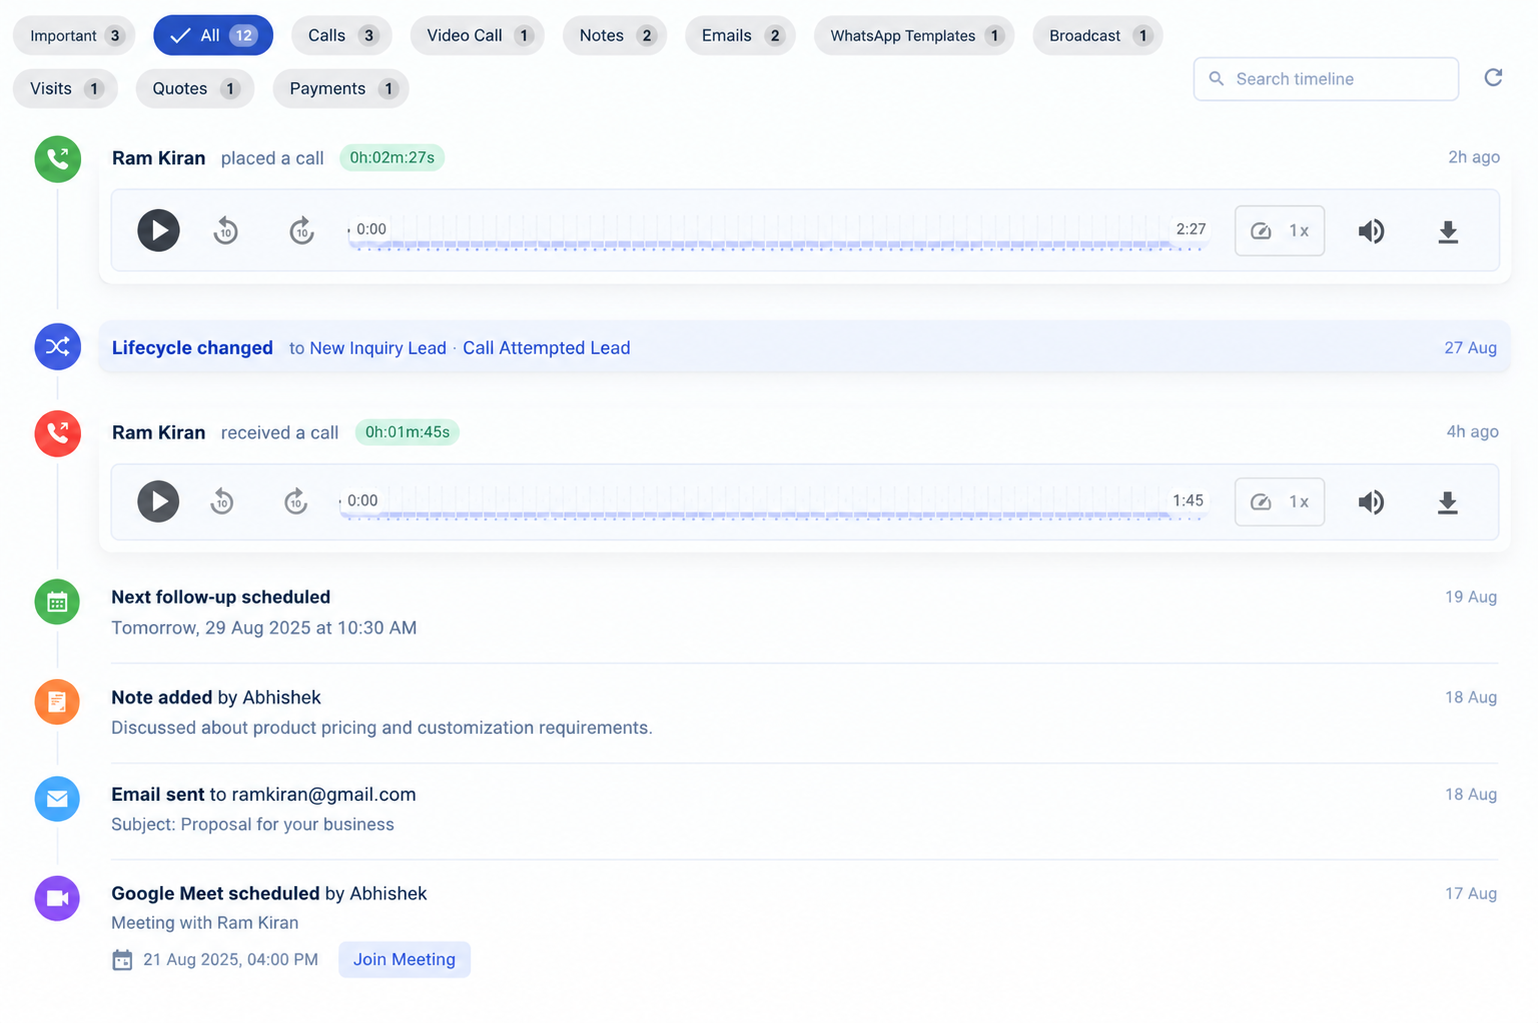 Important 3 All 12 Calls 3 Video Call 1 Notes 2 Emails 2 WhatsApp Templates 1 Broadcast 1
Visits 1 Quotes 1 Payments 1
Search timeline
Ram Kiran placed a call 0h:02m:27s 2h ago
10 10 0:00 2:27 1x
Lifecycle changed to New Inquiry Lead · Call Attempted Lead 27 Aug
Ram Kiran received a call 0h:01m:45s 4h ago
10 10 0:00 1:45 1x
Next follow-up scheduled 19 Aug
Tomorrow, 29 Aug 2025 at 10:30 AM
Note added by Abhishek 18 Aug
Discussed about product pricing and customization requirements.
Email sent to ramkiran@gmail.com 18 Aug
Subject: Proposal for your business
Google Meet scheduled by Abhishek 17 Aug
Meeting with Ram Kiran
21 Aug 2025, 04:00 PM Join Meeting